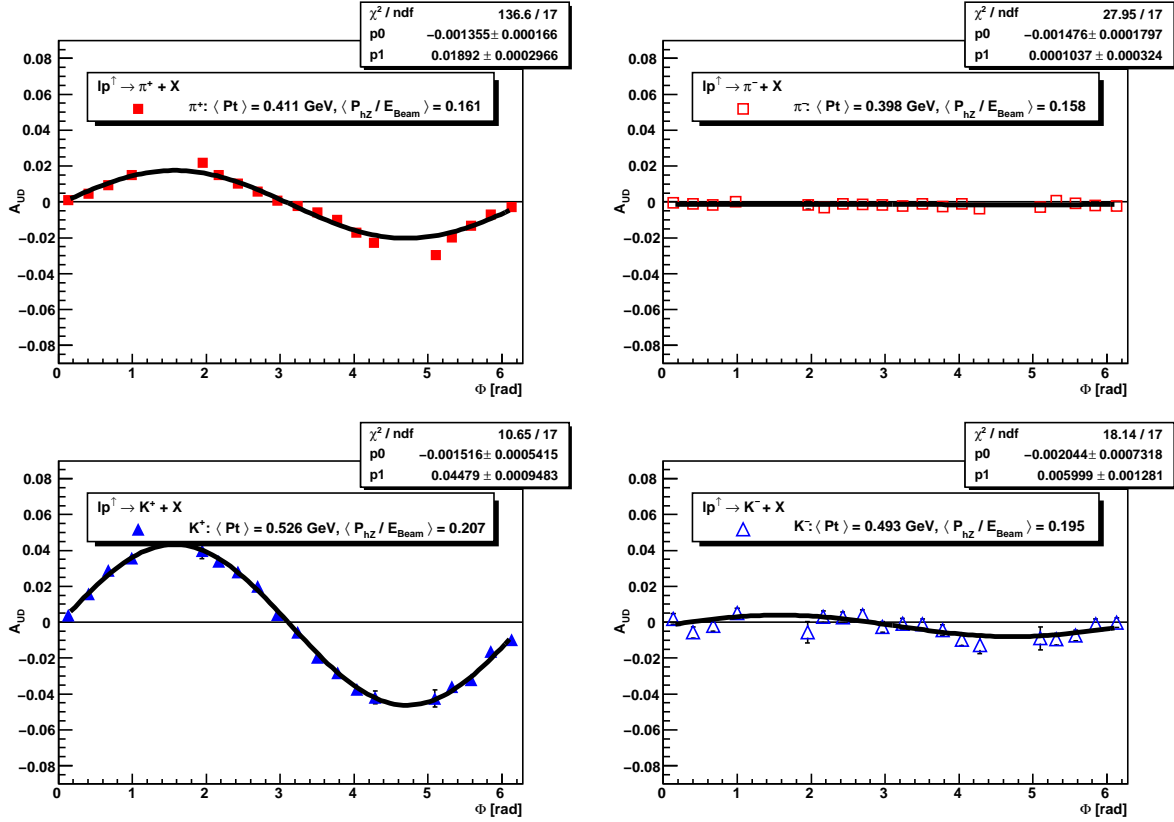 χ² / ndf 136.6 / 17
p0 −0.001355± 0.000166
p1 0.01892 ± 0.0002966
lp↑ → π⁺ + X
π⁺: ⟨ Pt ⟩ = 0.411 GeV, ⟨ P_hZ / E_Beam ⟩ = 0.161
0.08
0.06
0.04
0.02
0
−0.02
−0.04
−0.06
−0.08
A_UD
0 1 2 3 4 5 6
Φ [rad]
χ² / ndf 27.95 / 17
p0 −0.001476 ± 0.0001797
p1 0.0001037 ± 0.000324
lp↑ → π⁻ + X
π⁻: ⟨ Pt ⟩ = 0.398 GeV, ⟨ P_hZ / E_Beam ⟩ = 0.158
0.08
0.06
0.04
0.02
0
−0.02
−0.04
−0.06
−0.08
A_UD
0 1 2 3 4 5 6
Φ [rad]
χ² / ndf 10.65 / 17
p0 −0.001516 ± 0.0005415
p1 0.04479 ± 0.0009483
lp↑ → K⁺ + X
K⁺: ⟨ Pt ⟩ = 0.526 GeV, ⟨ P_hZ / E_Beam ⟩ = 0.207
0.08
0.06
0.04
0.02
0
−0.02
−0.04
−0.06
−0.08
A_UD
0 1 2 3 4 5 6
Φ [rad]
χ² / ndf 18.14 / 17
p0 −0.002044 ± 0.0007318
p1 0.005999 ± 0.001281
lp↑ → K⁻ + X
K⁻: ⟨ Pt ⟩ = 0.493 GeV, ⟨ P_hZ / E_Beam ⟩ = 0.195
0.08
0.06
0.04
0.02
0
−0.02
−0.04
−0.06
−0.08
A_UD
0 1 2 3 4 5 6
Φ [rad]